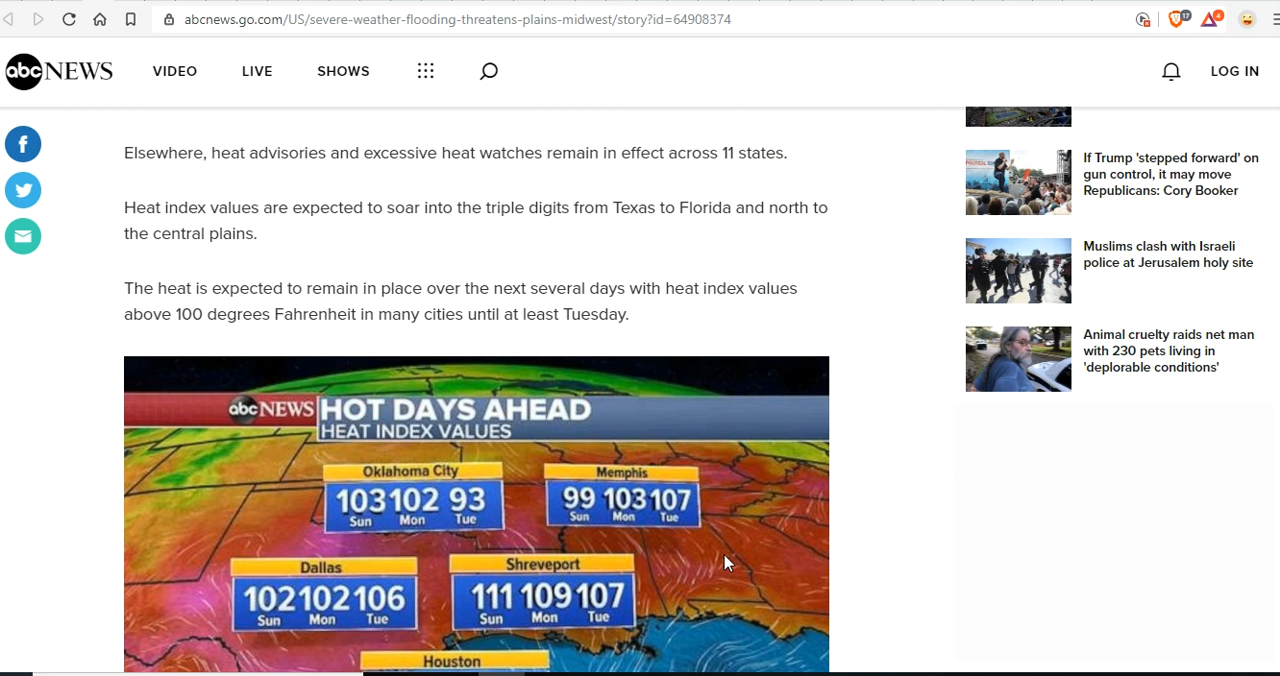 abcnews.go.com/US/severe-weather-flooding-threatens-plains-midwest/story?id=64908374
17
4
abc NEWS
VIDEO
LIVE
SHOWS
LOG IN
Elsewhere, heat advisories and excessive heat watches remain in effect across 11 states.
Heat index values are expected to soar into the triple digits from Texas to Florida and north to
the central plains.
The heat is expected to remain in place over the next several days with heat index values
above 100 degrees Fahrenheit in many cities until at least Tuesday.
abc NEWS
HOT DAYS AHEAD
HEAT INDEX VALUES
Oklahoma City
103 102 93
Sun Mon Tue
Memphis
99 103 107
Sun Mon Tue
Dallas
102 102 106
Sun Mon Tue
Shreveport
111 109 107
Sun Mon Tue
Houston
If Trump 'stepped forward' on
gun control, it may move
Republicans: Cory Booker
Muslims clash with Israeli
police at Jerusalem holy site
Animal cruelty raids net man
with 230 pets living in
'deplorable conditions'